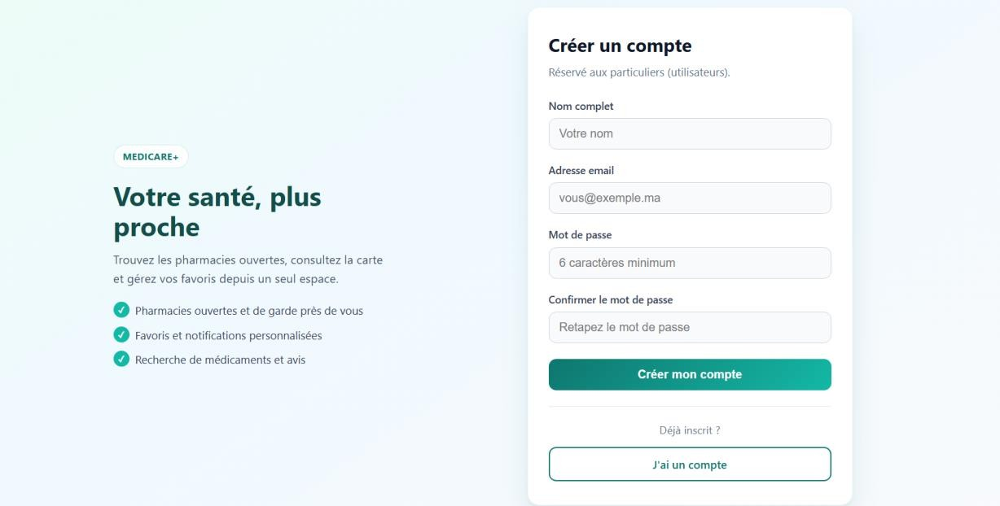 MEDICARE+
Votre santé, plus
proche
Trouvez les pharmacies ouvertes, consultez la carte
et gérez vos favoris depuis un seul espace.
Pharmacies ouvertes et de garde près de vous
Favoris et notifications personnalisées
Recherche de médicaments et avis
Créer un compte
Réservé aux particuliers (utilisateurs).
Nom complet
Votre nom
Adresse email
vous@exemple.ma
Mot de passe
6 caractères minimum
Confirmer le mot de passe
Retapez le mot de passe
Créer mon compte
Déjà inscrit ?
J'ai un compte